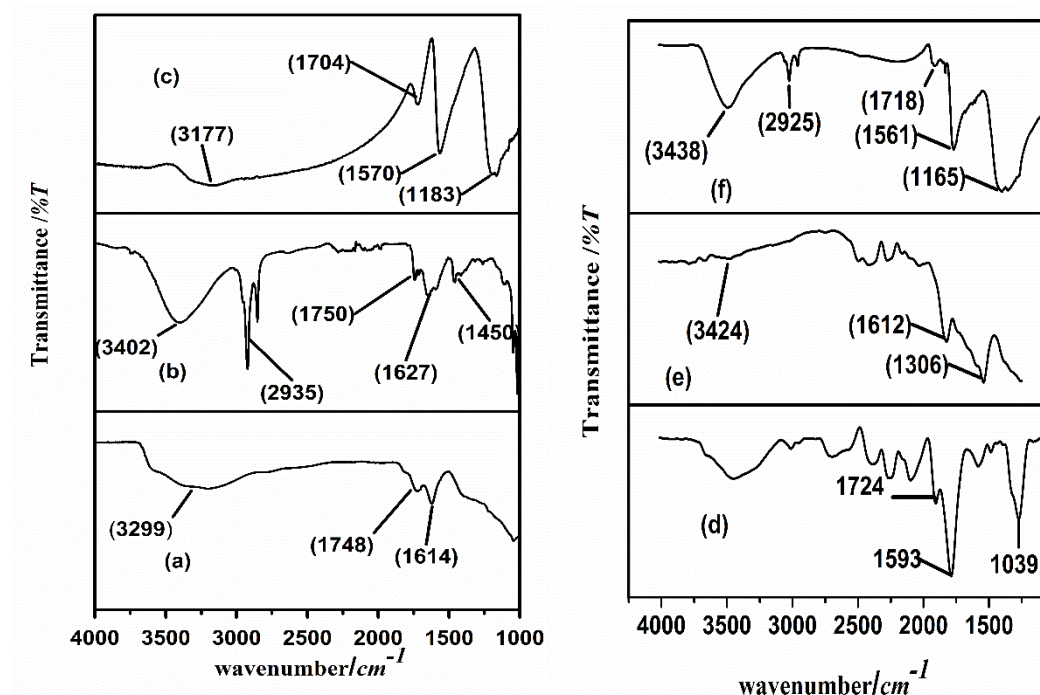 (c)
(1704)
(3177)
(1570)
(1183)
(1750)
(1450)
(3402)
(1627)
(b)
(2935)
(3299)
(1748)
(1614)
(a)
4000 3500 3000 2500 2000 1500 1000
wavenumber/cm⁻¹
Transmittance /%T
(1718)
(2925)
(3438)
(1561)
(f)
(1165)
(3424)
(1612)
(e)
(1306)
1724
(d)
1593
1039
4000 3500 3000 2500 2000 1500
wavenumber/cm⁻¹
Transmittance /%T